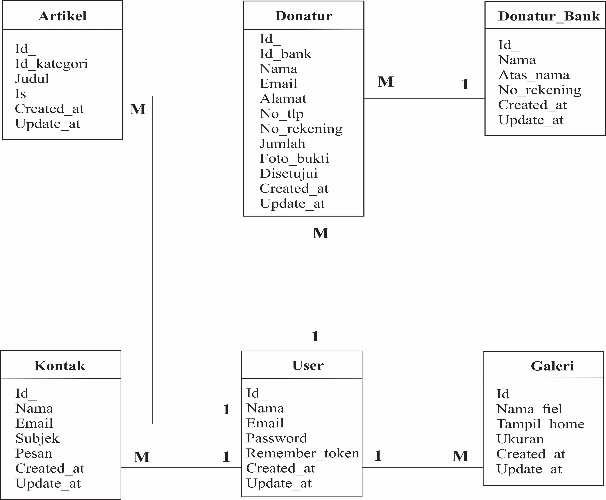 Artikel
Id_
Id_kategori
Judul
Is
Created_at
Update_at
M
Donatur
Id_
Id_bank
Nama
Email
Alamat
No_tlp
No_rekening
Jumlah
Foto_bukti
Disetujui
Created_at
Update_at
M
1
Donatur_Bank
Id_
Nama
Atas_nama
No_rekening
Created_at
Update_at
M
1
Kontak
Id_
Nama
Email
Subjek
Pesan
Created_at
Update_at
M
1
1
User
Id
Nama
Email
Password
Remember_token
Created_at
Update_at
1
M
Galeri
Id
Nama_fiel
Tampil_home
Ukuran
Created_at
Update_at